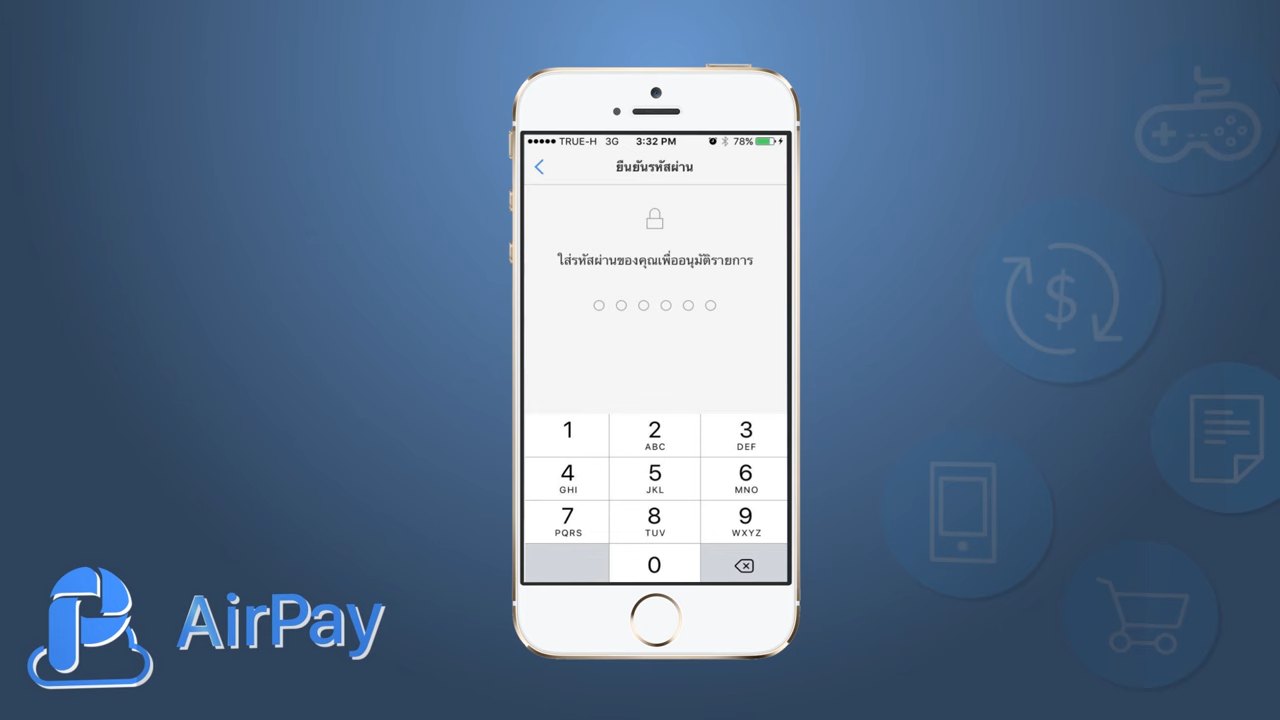 TRUE-H 3G 3:32 PM 78%
ยืนยันรหัสผ่าน
ใส่รหัสผ่านของคุณเพื่ออนุมัติรายการ
1 2 3
ABC DEF
4 5 6
GHI JKL MNO
7 8 9
PQRS TUV WXYZ
0
AirPay
$